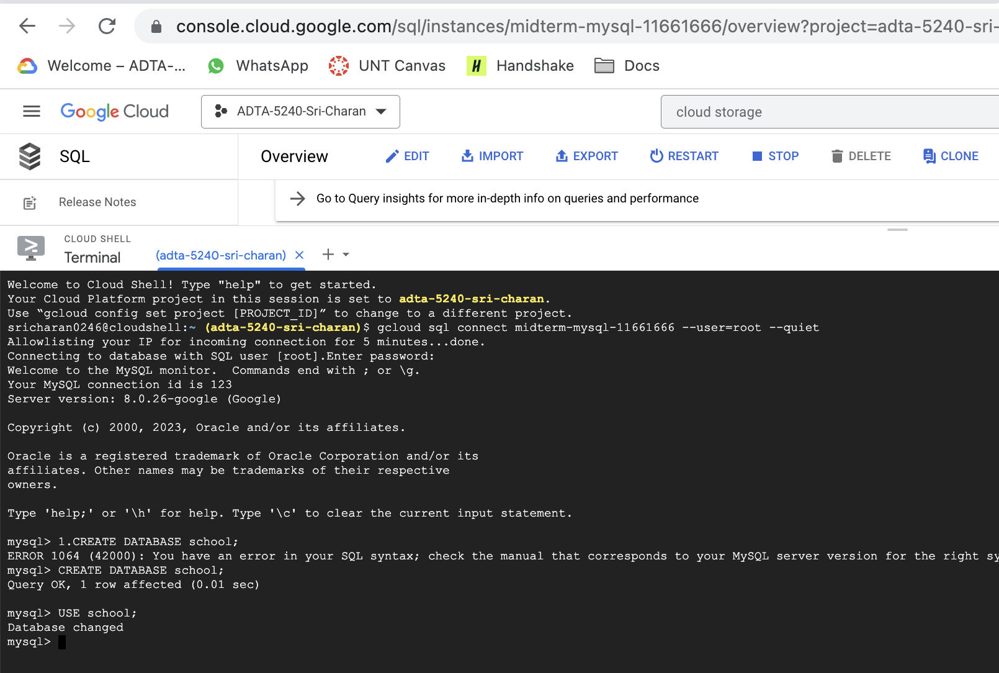 console.cloud.google.com/sql/instances/midterm-mysql-11661666/overview?project=adta-5240-sri-
Welcome – ADTA-... WhatsApp UNT Canvas H Handshake Docs
Google Cloud ADTA-5240-Sri-Charan cloud storage
SQL Overview EDIT IMPORT EXPORT RESTART STOP DELETE CLONE
Release Notes
Go to Query insights for more in-depth info on queries and performance
CLOUD SHELL
Terminal (adta-5240-sri-charan)
Welcome to Cloud Shell! Type "help" to get started.
Your Cloud Platform project in this session is set to adta-5240-sri-charan.
Use “gcloud config set project [PROJECT_ID]” to change to a different project.
sricharan0246@cloudshell:~ (adta-5240-sri-charan)$ gcloud sql connect midterm-mysql-11661666 --user=root --quiet
Allowlisting your IP for incoming connection for 5 minutes...done.
Connecting to database with SQL user [root].Enter password:
Welcome to the MySQL monitor.  Commands end with ; or \g.
Your MySQL connection id is 123
Server version: 8.0.26-google (Google)
Copyright (c) 2000, 2023, Oracle and/or its affiliates.
Oracle is a registered trademark of Oracle Corporation and/or its
affiliates. Other names may be trademarks of their respective
owners.
Type 'help;' or '\h' for help. Type '\c' to clear the current input statement.
mysql> 1.CREATE DATABASE school;
ERROR 1064 (42000): You have an error in your SQL syntax; check the manual that corresponds to your MySQL server version for the right sy
mysql> CREATE DATABASE school;
Query OK, 1 row affected (0.01 sec)
mysql> USE school;
Database changed
mysql>